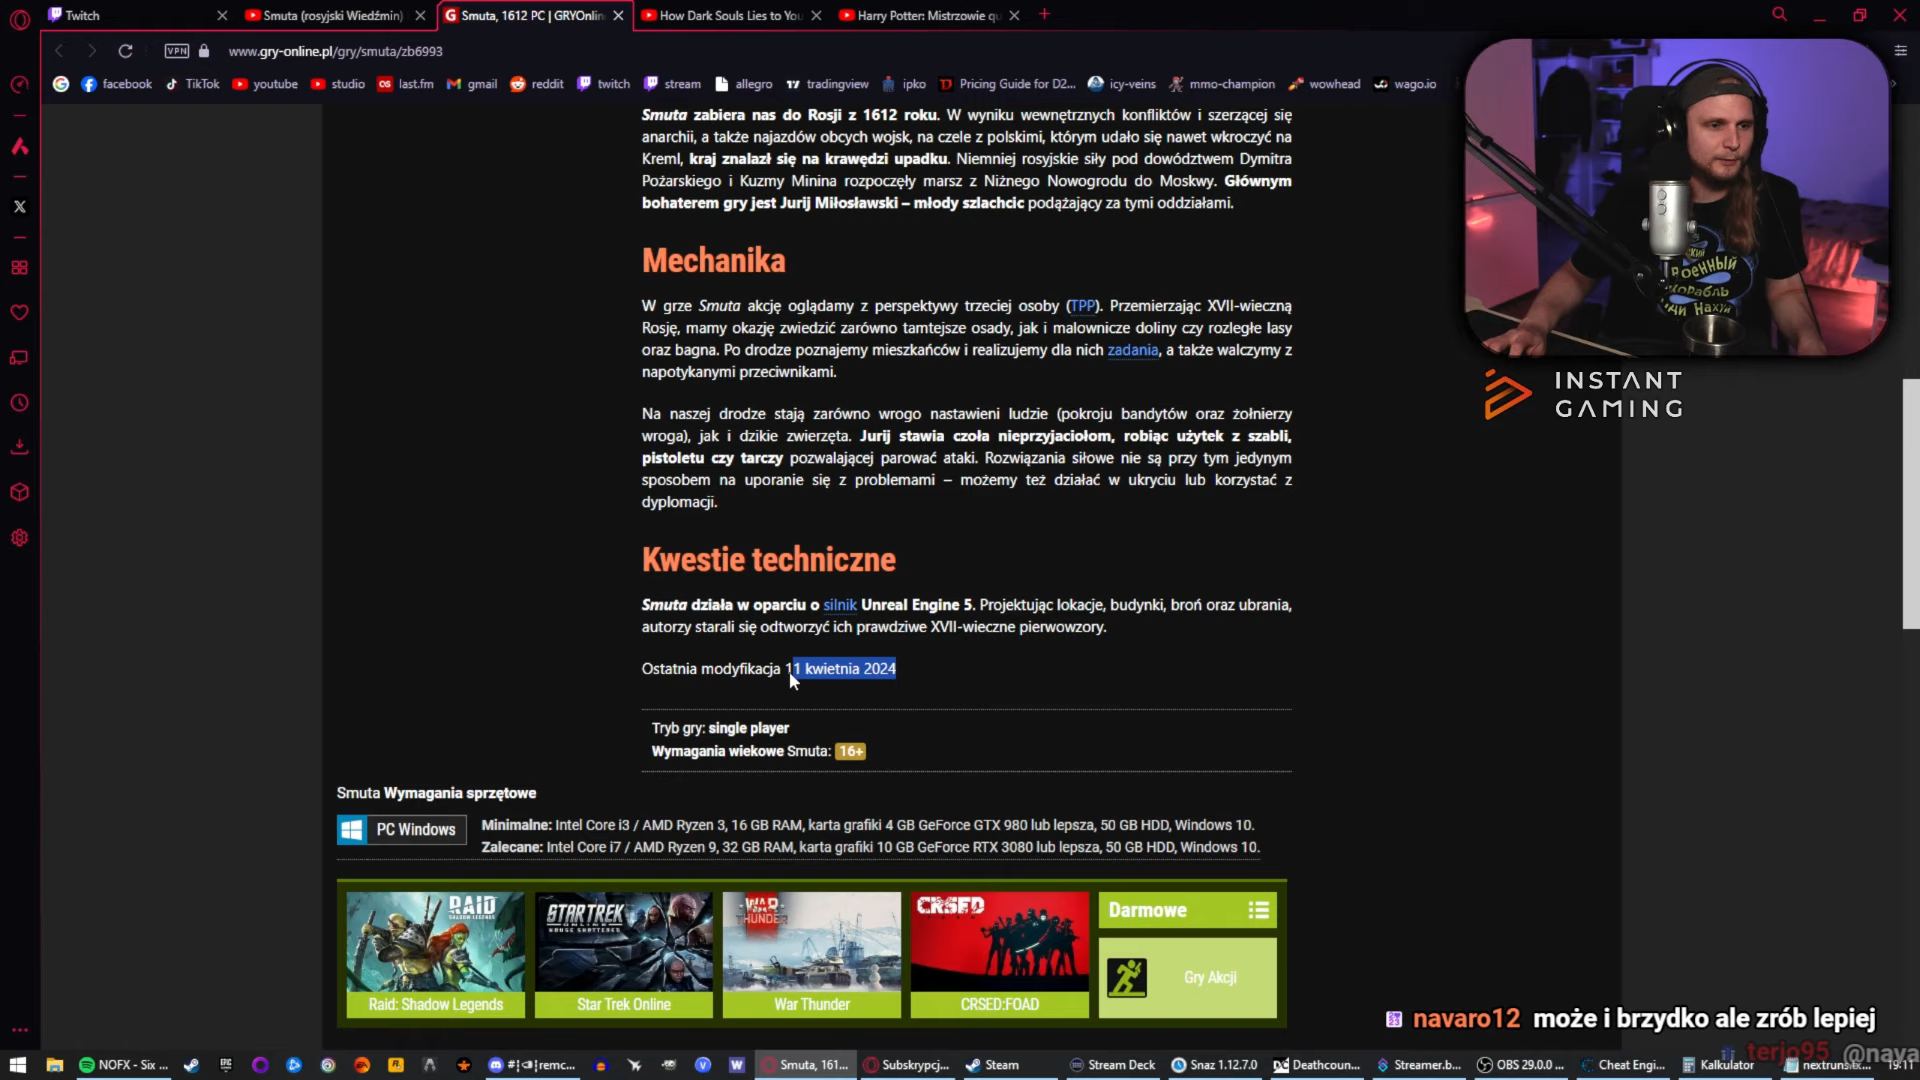 Twitch
Smuta (rosyjski Wiedźmin)
Smuta, 1612 PC | GRYOnlin
How Dark Souls Lies to You
Harry Potter: Mistrzowie qu
VPN
www.gry-online.pl/gry/smuta/zb6993
facebook
TikTok
youtube
studio
last.fm
gmail
reddit
twitch
stream
allegro
tradingview
ipko
Pricing Guide for D2...
icy-veins
mmo-champion
wowhead
wago.io
Smuta zabiera nas do Rosji z 1612 roku. W wyniku wewnętrznych konfliktów i szerzącej się
anarchii, a także najazdów obcych wojsk, na czele z polskimi, którym udało się nawet wkroczyć na
Kreml, kraj znalazł się na krawędzi upadku. Niemniej rosyjskie siły pod dowództwem Dymitra
Pożarskiego i Kuzmy Minina rozpoczęły marsz z Niżnego Nowogrodu do Moskwy. Głównym
bohaterem gry jest Jurij Miłosławski – młody szlachcic podążający za tymi oddziałami.
Mechanika
W grze Smuta akcję oglądamy z perspektywy trzeciej osoby (TPP). Przemierzając XVII-wieczną
Rosję, mamy okazję zwiedzić zarówno tamtejsze osady, jak i malownicze doliny czy rozległe lasy
oraz bagna. Po drodze poznajemy mieszkańców i realizujemy dla nich zadania, a także walczymy z
napotykanymi przeciwnikami.
Na naszej drodze stają zarówno wrogo nastawieni ludzie (pokroju bandytów oraz żołnierzy
wroga), jak i dzikie zwierzęta. Jurij stawia czoła nieprzyjaciołom, robiąc użytek z szabli,
pistoletu czy tarczy pozwalającej parować ataki. Rozwiązania siłowe nie są przy tym jedynym
sposobem na uporanie się z problemami – możemy też działać w ukryciu lub korzystać z
dyplomacji.
Kwestie techniczne
Smuta działa w oparciu o silnik Unreal Engine 5. Projektując lokacje, budynki, broń oraz ubrania,
autorzy starali się odtworzyć ich prawdziwe XVII-wieczne pierwowzory.
Ostatnia modyfikacja 11 kwietnia 2024
Tryb gry: single player
Wymagania wiekowe Smuta: 16+
Smuta Wymagania sprzętowe
PC Windows
Minimalne: Intel Core i3 / AMD Ryzen 3, 16 GB RAM, karta grafiki 4 GB GeForce GTX 980 lub lepsza, 50 GB HDD, Windows 10.
Zalecane: Intel Core i7 / AMD Ryzen 9, 32 GB RAM, karta grafiki 10 GB GeForce RTX 3080 lub lepsza, 50 GB HDD, Windows 10.
RAID
STAR TREK
WAR THUNDER
CRSED
Darmowe
Gry Akcji
Raid: Shadow Legends
Star Trek Online
War Thunder
CRSED:FOAD
Военный
корабль
INSTANT
GAMING
navaro12 może i brzydko ale zrób lepiej
terjo95 @nava
NOFX - Six ...
EPIC
Smuta, 161...
Subskrypcj...
Steam
Stream Deck
Snaz 1.12.7.0
Deathcoun...
Streamer.b...
OBS 29.0.0 ...
Cheat Engi...
Kalkulator
19:11